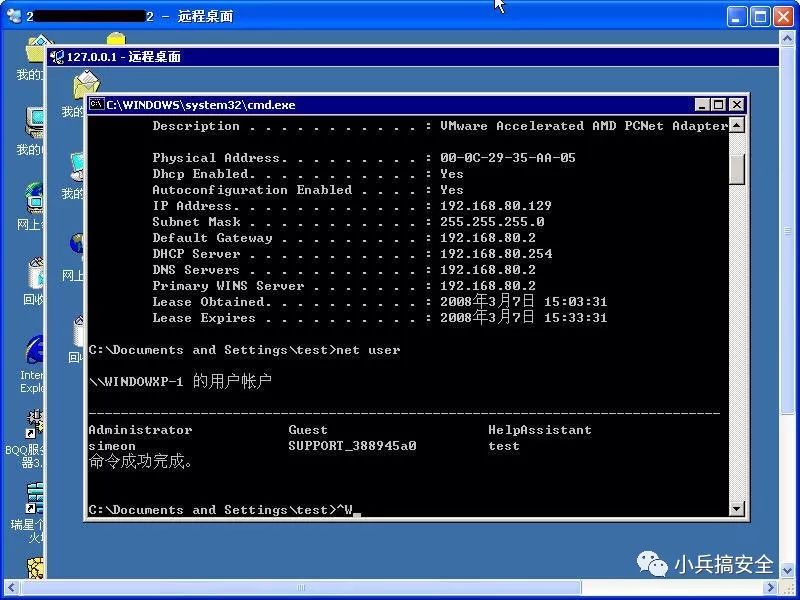 2 2 - 远程桌面
127.0.0.1 - 远程桌面
C:\WINDOWS\system32\cmd.exe
Description . . . . . . . . . . . : VMware Accelerated AMD PCNet Adapter
Physical Address. . . . . . . . . : 00-0C-29-35-AA-05
Dhcp Enabled. . . . . . . . . . . : Yes
Autoconfiguration Enabled . . . . : Yes
IP Address. . . . . . . . . . . . : 192.168.80.129
Subnet Mask . . . . . . . . . . . : 255.255.255.0
Default Gateway . . . . . . . . . : 192.168.80.2
DHCP Server . . . . . . . . . . . : 192.168.80.254
DNS Servers . . . . . . . . . . . : 192.168.80.2
Primary WINS Server . . . . . . . : 192.168.80.2
Lease Obtained. . . . . . . . . . : 2008年3月7日 15:03:31
Lease Expires . . . . . . . . . . : 2008年3月7日 15:33:31
C:\Documents and Settings\test>net user
\\WINDOWXP-1 的用户帐户
-------------------------------------------------------------------------------
Administrator Guest HelpAssistant
simeon SUPPORT_388945a0 test
命令成功完成。
C:\Documents and Settings\test>^W_
我的
我的
网上
回收
Inter
Explo
BQQ服
器3.
瑞星个
火
我的
我的
网上
回
小兵搞安全